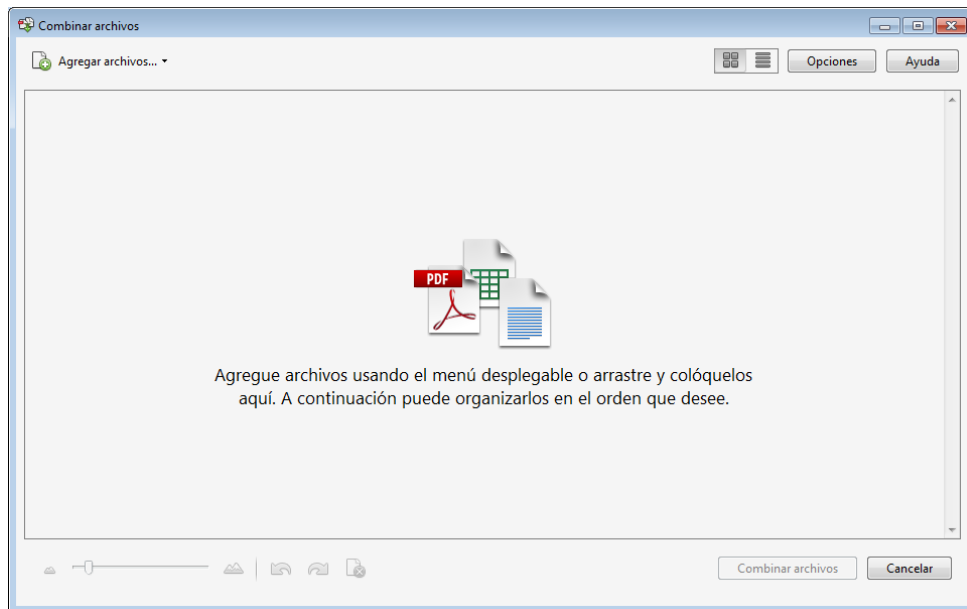 Combinar archivos
Agregar archivos...
Opciones
Ayuda
PDF
Agregue archivos usando el menú desplegable o arrastre y colóquelos
aquí. A continuación puede organizarlos en el orden que desee.
Combinar archivos
Cancelar